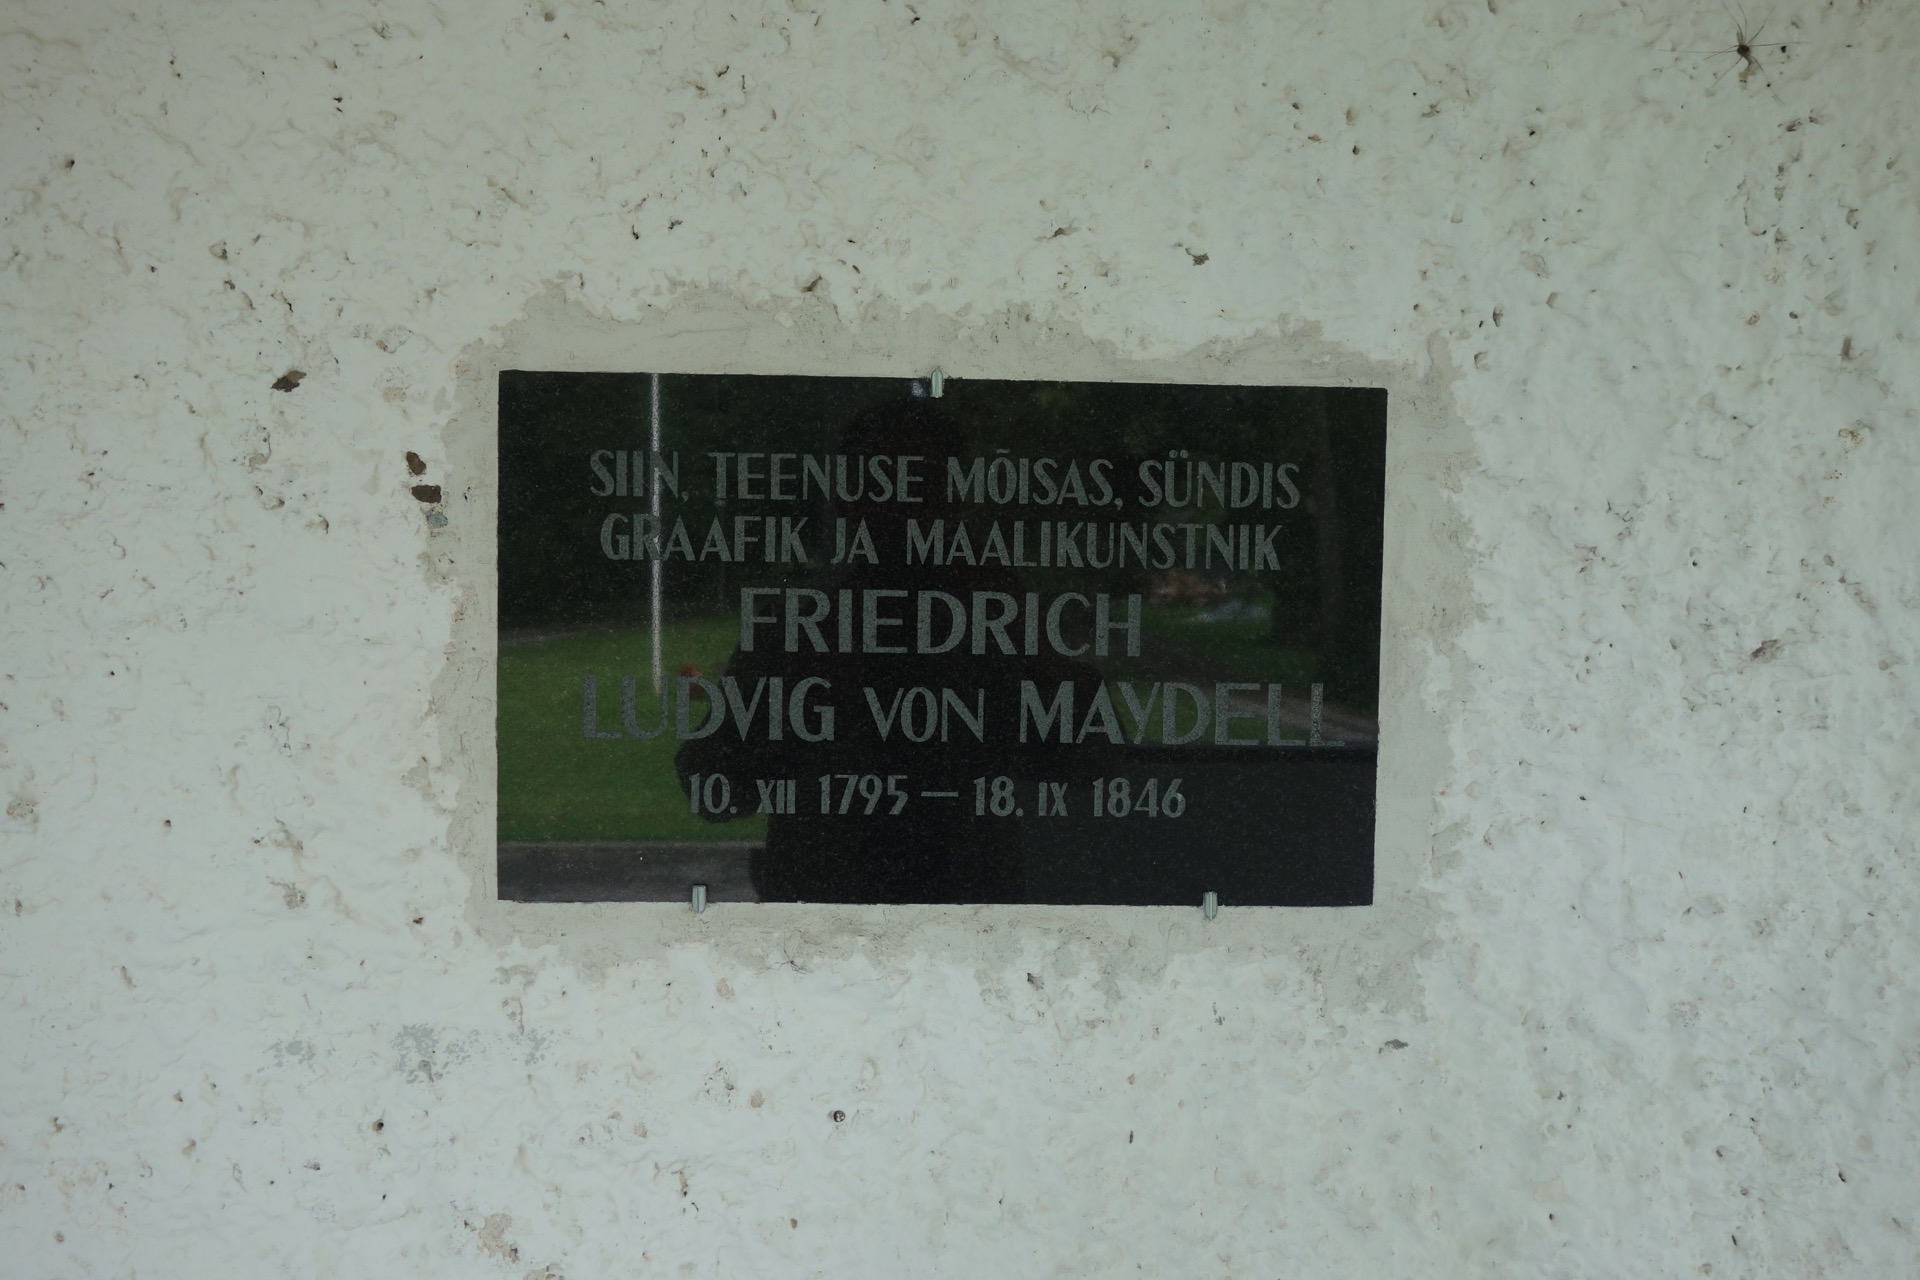 SIIN, TEENUSE MÕISAS, SÜNDIS
GRAAFIK JA MAALIKUNSTNIK
FRIEDRICH
LUDVIG VON MAYDELL
10. XII 1795 – 18. IX 1846